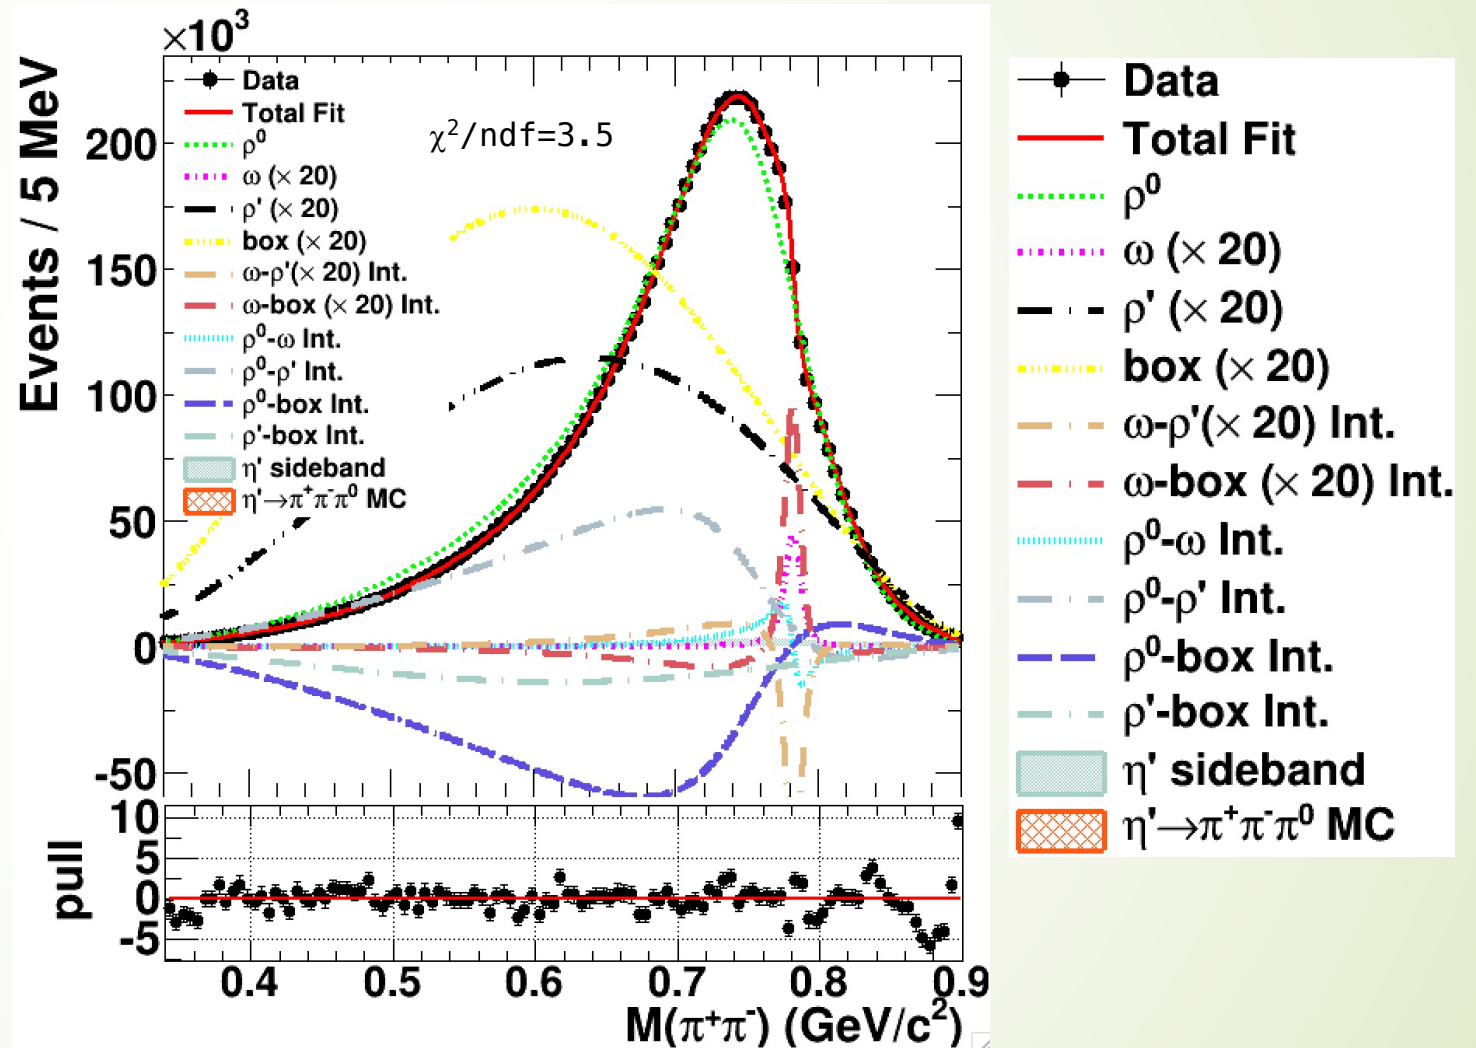 ×10³
Events / 5 MeV
200
150
100
50
0
-50
Data
Total Fit
ρ⁰
ω (× 20)
ρ' (× 20)
box (× 20)
ω-ρ'(× 20) Int.
ω-box (× 20) Int.
ρ⁰-ω Int.
ρ⁰-ρ' Int.
ρ⁰-box Int.
ρ'-box Int.
η' sideband
η'→π⁺π⁻π⁰ MC
χ²/ndf=3.5
pull
10
5
0
-5
0.4 0.5 0.6 0.7 0.8 0.9
M(π⁺π⁻) (GeV/c²)
Data
Total Fit
ρ⁰
ω (× 20)
ρ' (× 20)
box (× 20)
ω-ρ'(× 20) Int.
ω-box (× 20) Int.
ρ⁰-ω Int.
ρ⁰-ρ' Int.
ρ⁰-box Int.
ρ'-box Int.
η' sideband
η'→π⁺π⁻π⁰ MC